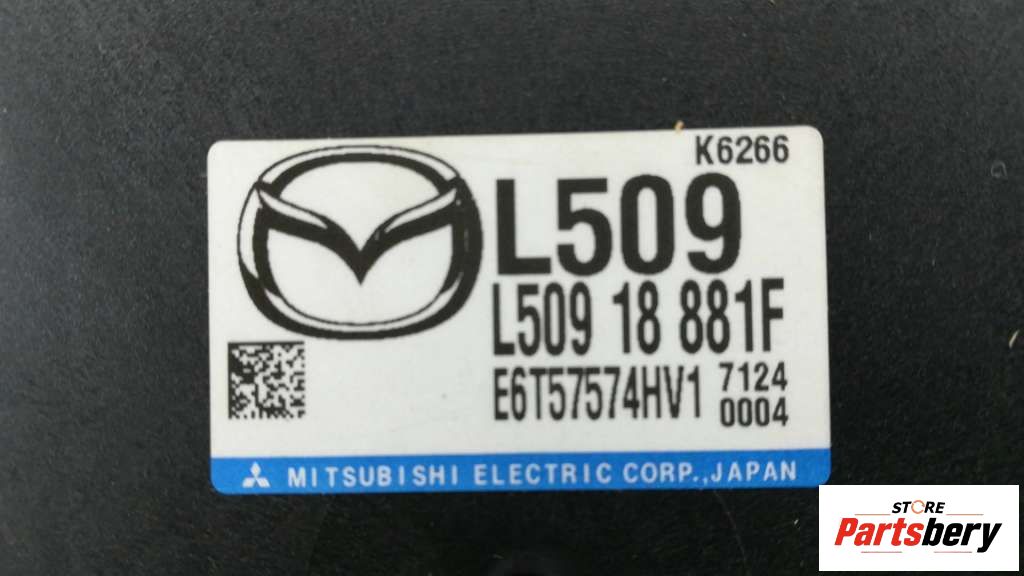 K6266
L509
L509 18 881F
E6T57574HV1 7124
0004
MITSUBISHI ELECTRIC CORP.,JAPAN
STORE
Partsbery